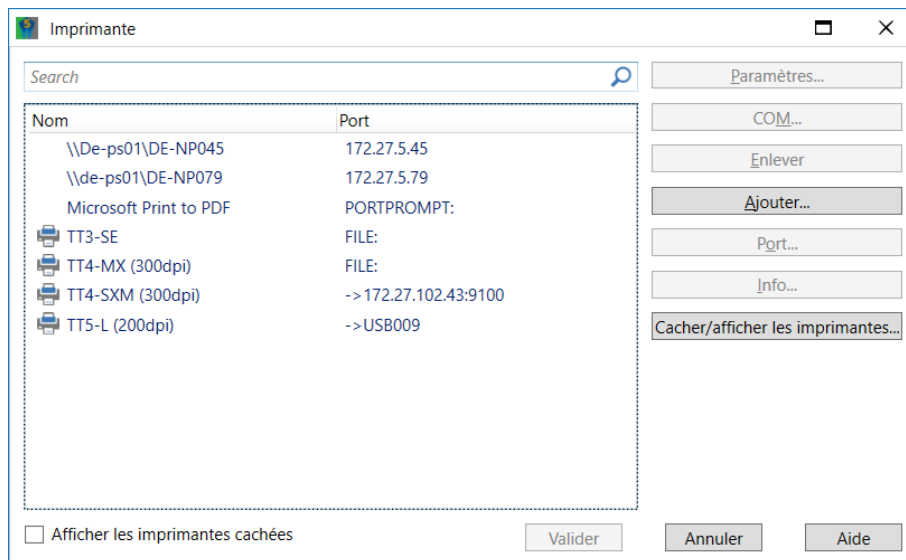 Imprimante
Search
Paramètres...
Nom Port
COM...
\\De-ps01\DE-NP045 172.27.5.45
Enlever
\\de-ps01\DE-NP079 172.27.5.79
Microsoft Print to PDF PORTPROMPT:
Ajouter...
TT3-SE FILE:
Port...
TT4-MX (300dpi) FILE:
Info...
TT4-SXM (300dpi) ->172.27.102.43:9100
TT5-L (200dpi) ->USB009
Cacher/afficher les imprimantes...
Afficher les imprimantes cachées
Valider Annuler Aide